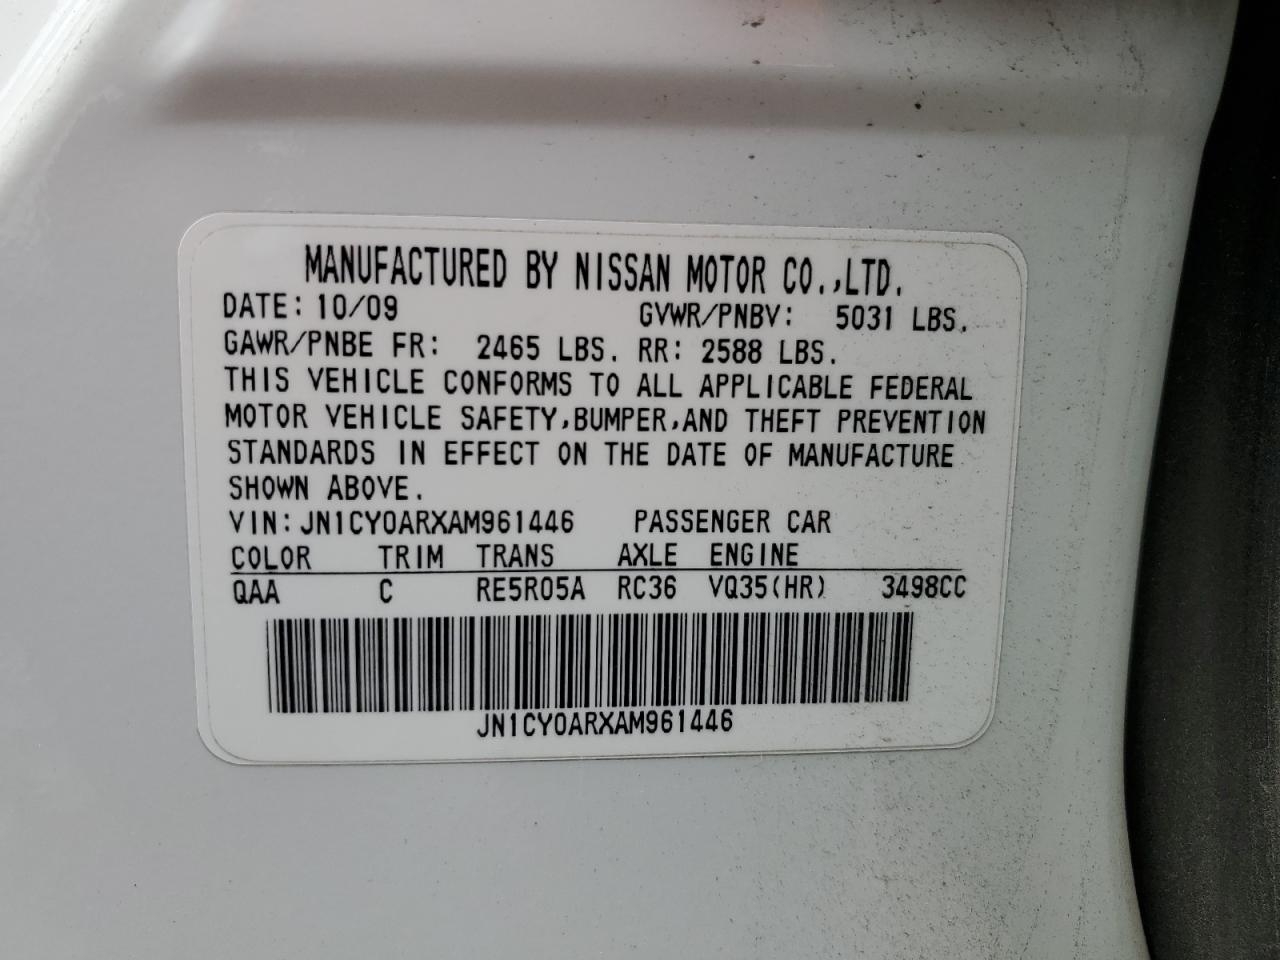 MANUFACTURED BY NISSAN MOTOR CO.,LTD.
DATE: 10/09 GVWR/PNBV: 5031 LBS.
GAWR/PNBE FR: 2465 LBS. RR: 2588 LBS.
THIS VEHICLE CONFORMS TO ALL APPLICABLE FEDERAL
MOTOR VEHICLE SAFETY,BUMPER,AND THEFT PREVENTION
STANDARDS IN EFFECT ON THE DATE OF MANUFACTURE
SHOWN ABOVE.
VIN: JN1CY0ARXAM961446 PASSENGER CAR
COLOR TRIM TRANS AXLE ENGINE
QAA C RE5R05A RC36 VQ35(HR) 3498CC
JN1CY0ARXAM961446